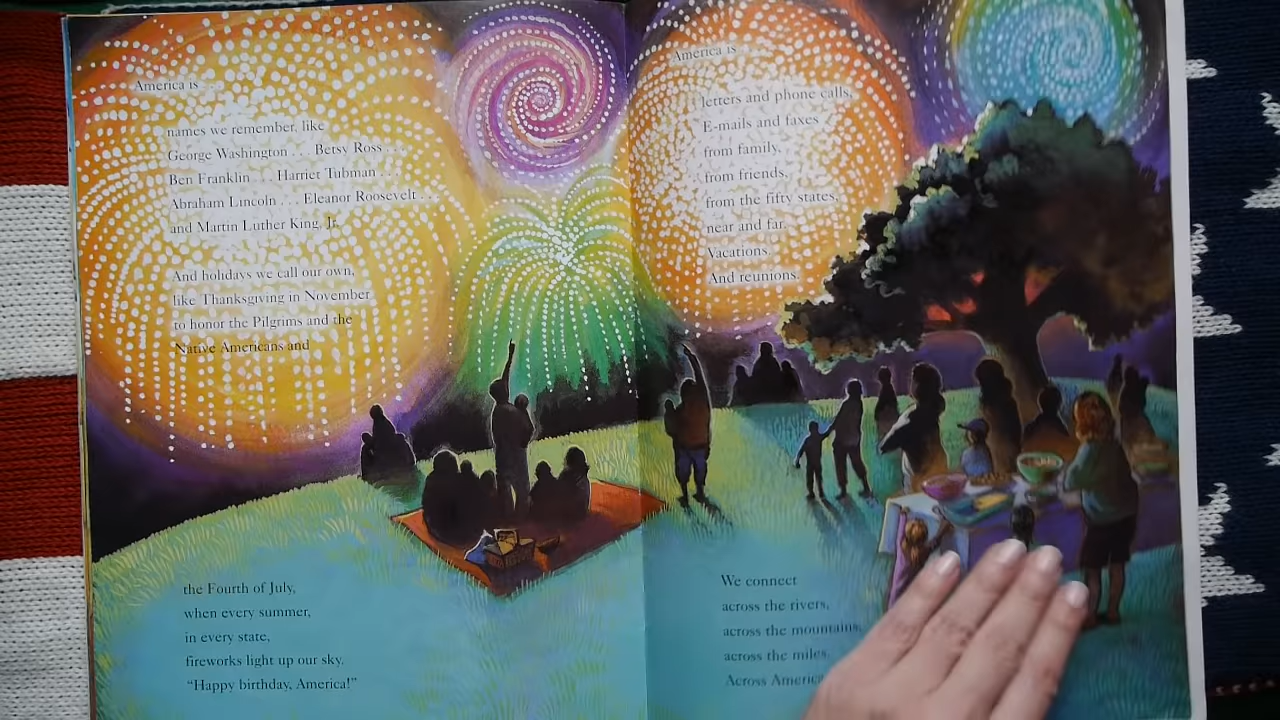 America is . . .
names we remember, like
George Washington . . . Betsy Ross . . .
Ben Franklin . . . Harriet Tubman . . .
Abraham Lincoln . . . Eleanor Roosevelt . . .
and Martin Luther King, Jr.
And holidays we call our own,
like Thanksgiving in November
to honor the Pilgrims and the
Native Americans and
the Fourth of July,
when every summer,
in every state,
fireworks light up our sky.
"Happy birthday, America!"
America is . . .
letters and phone calls,
E-mails and faxes
from family,
from friends,
from the fifty states,
near and far.
Vacations.
And reunions.
We connect
across the rivers,
across the mountains,
across the miles.
Across America